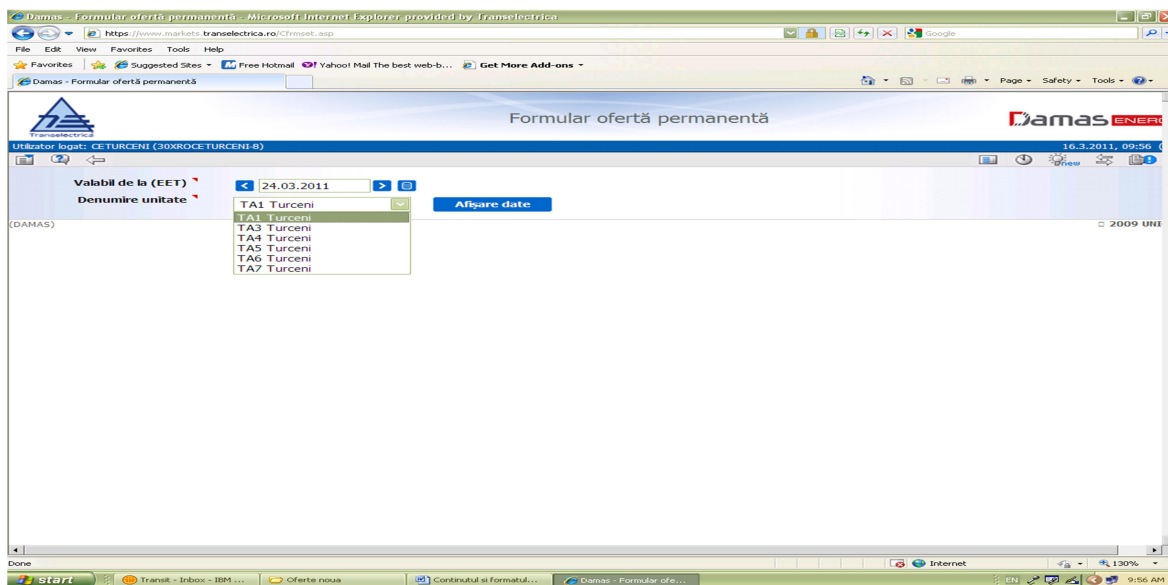 Damas - Formular ofertă permanentă - Microsoft Internet Explorer provided by Transelectrica
https://www.markets.transelectrica.ro/Cfrmset.asp
Google
File Edit View Favorites Tools Help
Favorites Suggested Sites Free Hotmail Yahoo! Mail The best web-b... Get More Add-ons
Damas - Formular ofertă permanentă
Page Safety Tools
Transelectrica
Formular ofertă permanentă
Damas ENERG
Utilizator logat: CETURCENI (30XROCETURCENI-8)
16.3.2011, 09:56 (
new
Valabil de la (EET)
24.03.2011
Denumire unitate
TA1 Turceni
Afişare date
TA1 Turceni
TA3 Turceni
TA4 Turceni
TA5 Turceni
TA6 Turceni
TA7 Turceni
(DAMAS)
2009 UNI
Done
Internet
130%
start
Transit - Inbox - IBM ...
Oferte noua
Continutul si formatul...
Damas - Formular ofe...
EN
9:56 AM